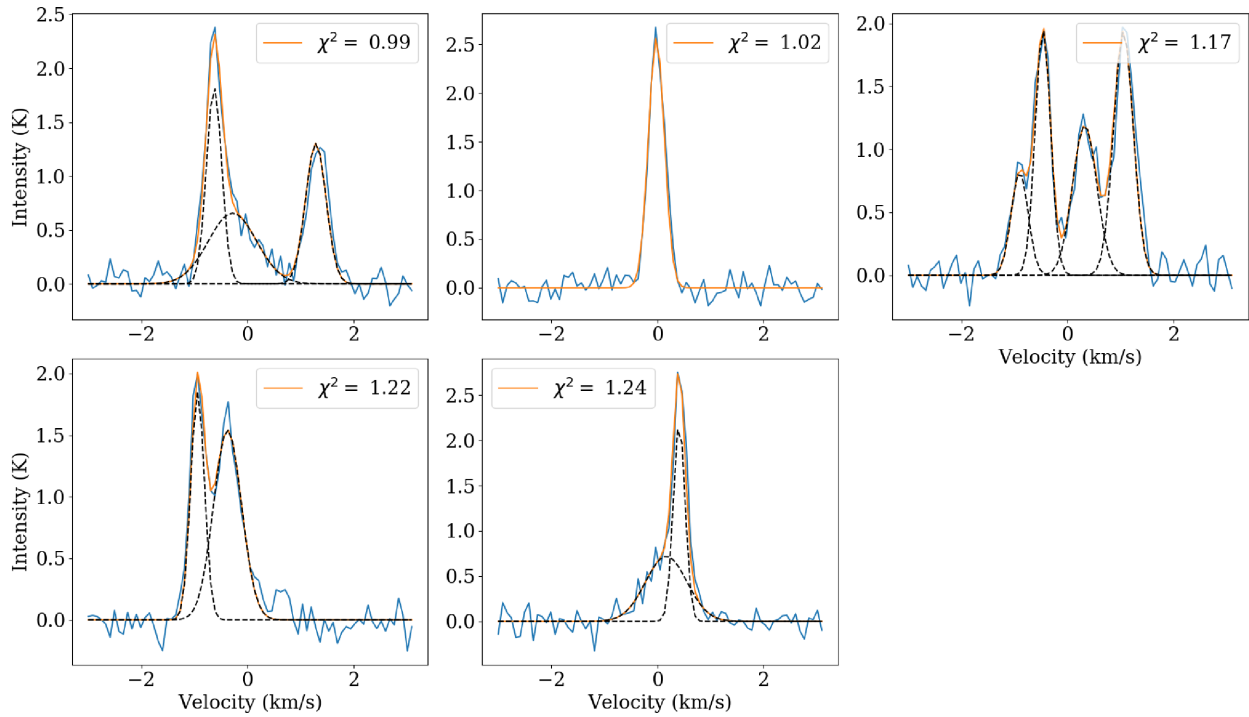 2.5
2.0
1.5
1.0
0.5
0.0
Intensity (K)
χ² = 0.99
−2 0 2
2.5
2.0
1.5
1.0
0.5
0.0
χ² = 1.02
−2 0 2
2.0
1.5
1.0
0.5
0.0
χ² = 1.17
−2 0 2
Velocity (km/s)
2.0
1.5
1.0
0.5
0.0
Intensity (K)
χ² = 1.22
−2 0 2
Velocity (km/s)
2.5
2.0
1.5
1.0
0.5
0.0
χ² = 1.24
−2 0 2
Velocity (km/s)